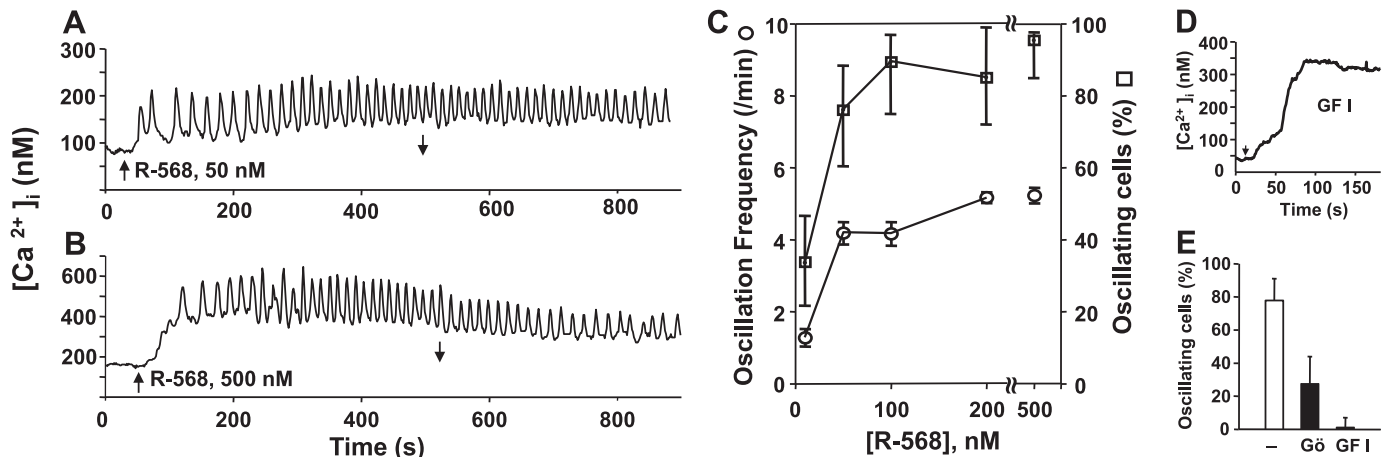 A
300
200
100
0
R-568, 50 nM
0 200 400 600 800
B
600
400
200
R-568, 500 nM
0 200 400 600 800
Time (s)
[Ca 2+ ]i (nM)
C
Oscillation Frequency (/min)
10
8
6
4
2
0
100
80
60
40
20
0
Oscillating cells (%)
0 100 200 500
[R-568], nM
D
[Ca2+]i (nM)
400
300
200
100
0
GF I
0 50 100 150
Time (s)
E
Oscillating cells (%)
100
80
60
40
20
0
– Gö GF I